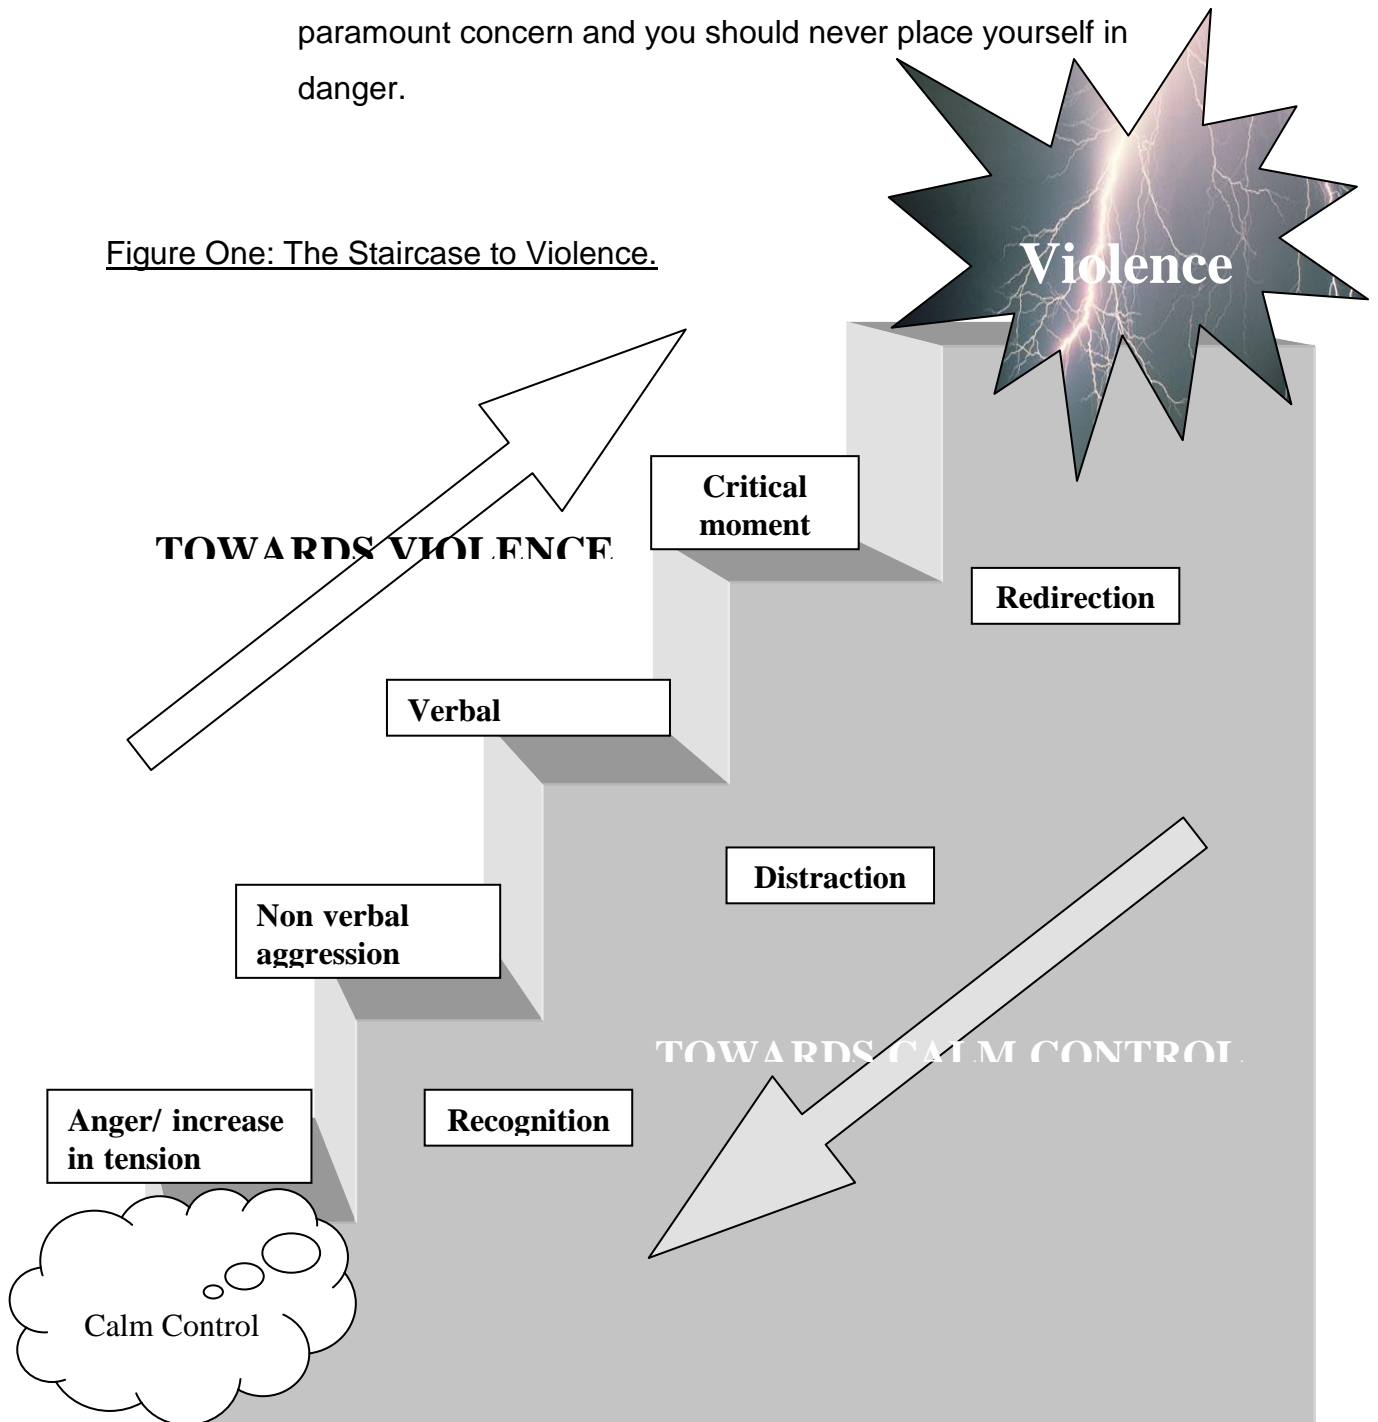 paramount concern and you should never place yourself in
danger.
Figure One: The Staircase to Violence.
Violence
Critical
moment
TOWARDS VIOLENCE
Redirection
Verbal
Distraction
Non verbal
aggression
TOWARDS CALM CONTROL
Anger/ increase
in tension
Recognition
Calm Control